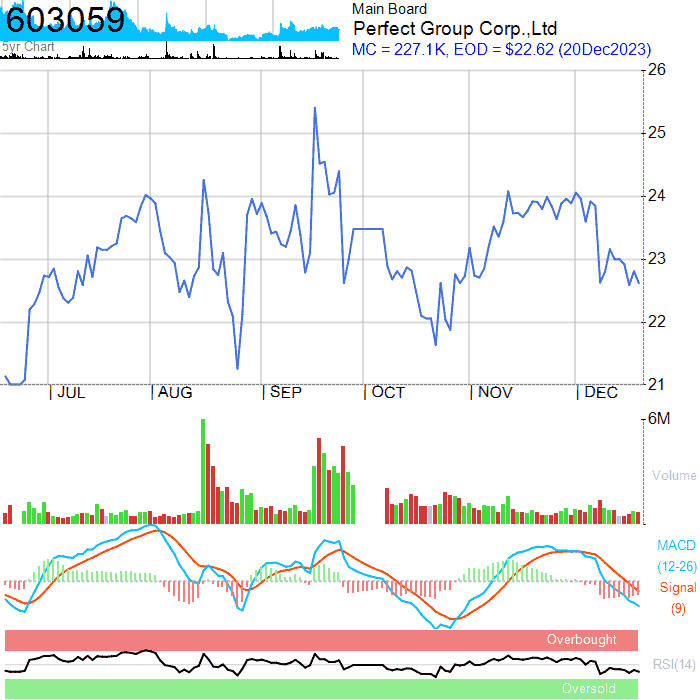 603059
Main Board
Perfect Group Corp.,Ltd
5yr Chart
MC = 227.1K, EOD = $22.62 (20Dec2023)
26
25
24
23
22
21
| JUL | AUG | SEP | OCT | NOV | DEC
6M
Volume
MACD
(12-26)
Signal
(9)
Overbought
RSI(14)
Oversold